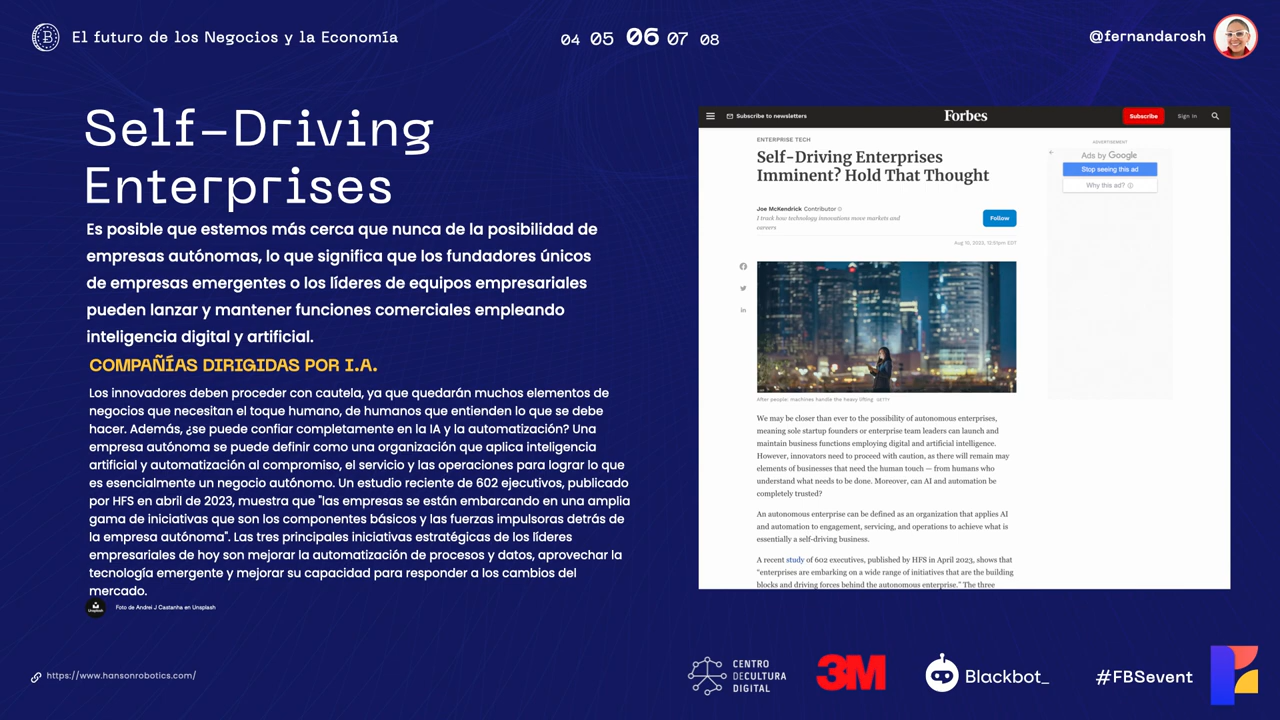 El futuro de los Negocios y la Economía
04 05 06 07 08
@fernandarosh
Self-Driving
Enterprises
Es posible que estemos más cerca que nunca de la posibilidad de
empresas autónomas, lo que significa que los fundadores únicos
de empresas emergentes o los líderes de equipos empresariales
pueden lanzar y mantener funciones comerciales empleando
inteligencia digital y artificial.
COMPAÑÍAS DIRIGIDAS POR I.A.
Los innovadores deben proceder con cautela, ya que quedarán muchos elementos de
negocios que necesitan el toque humano, de humanos que entienden lo que se debe
hacer. Además, ¿se puede confiar completamente en la IA y la automatización? Una
empresa autónoma se puede definir como una organización que aplica inteligencia
artificial y automatización al compromiso, el servicio y las operaciones para lograr lo que
es esencialmente un negocio autónomo. Un estudio reciente de 602 ejecutivos, publicado
por HFS en abril de 2023, muestra que "las empresas se están embarcando en una amplia
gama de iniciativas que son los componentes básicos y las fuerzas impulsoras detrás de
la empresa autónoma". Las tres principales iniciativas estratégicas de los líderes
empresariales de hoy son mejorar la automatización de procesos y datos, aprovechar la
tecnología emergente y mejorar su capacidad para responder a los cambios del
mercado.
Unsplash
Foto de Andrei J Castanha en Unsplash
https://www.hansonrobotics.com/
Subscribe to newsletters
Forbes
Subscribe
Sign In
ENTERPRISE TECH
Self-Driving Enterprises
Imminent? Hold That Thought
Joe McKendrick Contributor
I track how technology innovations move markets and
careers
Follow
Aug 10, 2023, 12:51pm EDT
ADVERTISEMENT
Ads by Google
Stop seeing this ad
Why this ad?
After people: machines handle the heavy lifting GETTY
We may be closer than ever to the possibility of autonomous enterprises,
meaning sole startup founders or enterprise team leaders can launch and
maintain business functions employing digital and artificial intelligence.
However, innovators need to proceed with caution, as there will remain may
elements of businesses that need the human touch — from humans who
understand what needs to be done. Moreover, can AI and automation be
completely trusted?
An autonomous enterprise can be defined as an organization that applies AI
and automation to engagement, servicing, and operations to achieve what is
essentially a self-driving business.
A recent study of 602 executives, published by HFS in April 2023, shows that
“enterprises are embarking on a wide range of initiatives that are the building
blocks and driving forces behind the autonomous enterprise.” The three
CENTRO
DECULTURA
DIGITAL
3M
Blackbot_
#FBSevent